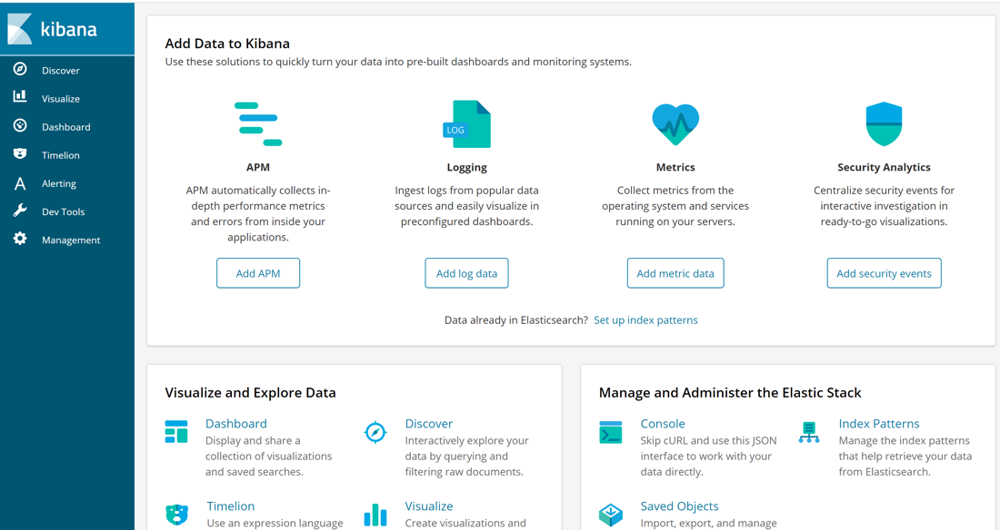 kibana
Discover
Visualize
Dashboard
Timelion
Alerting
Dev Tools
Management
Add Data to Kibana
Use these solutions to quickly turn your data into pre-built dashboards and monitoring systems.
APM
APM automatically collects in-
depth performance metrics
and errors from inside your
applications.
Add APM
LOG
Logging
Ingest logs from popular data
sources and easily visualize in
preconfigured dashboards.
Add log data
Metrics
Collect metrics from the
operating system and services
running on your servers.
Add metric data
Security Analytics
Centralize security events for
interactive investigation in
ready-to-go visualizations.
Add security events
Data already in Elasticsearch? Set up index patterns
Visualize and Explore Data
Dashboard
Display and share a
collection of visualizations
and saved searches.
Discover
Interactively explore your
data by querying and
filtering raw documents.
Timelion
Use an expression language
Visualize
Create visualizations and
Manage and Administer the Elastic Stack
Console
Skip cURL and use this JSON
interface to work with your
data directly.
Index Patterns
Manage the index patterns
that help retrieve your data
from Elasticsearch.
Saved Objects
Import, export, and manage